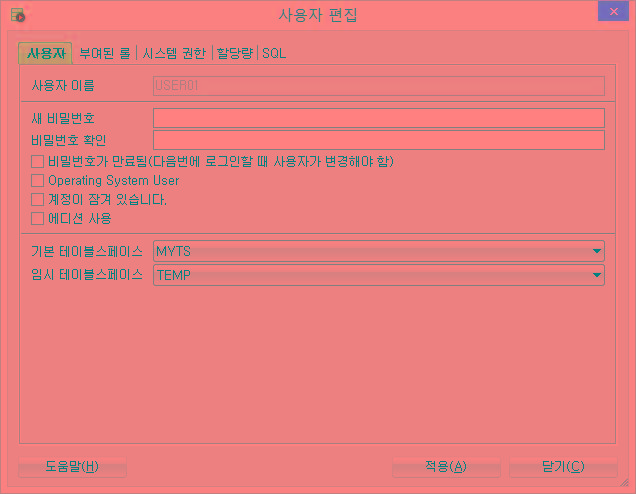 사용자 편집
사용자 부여된 롤 시스템 권한 할당량 SQL
사용자 이름 USER01
새 비밀번호
비밀번호 확인
비밀번호가 만료됨(다음번에 로그인할 때 사용자가 변경해야 함)
Operating System User
계정이 잠겨 있습니다.
에디션 사용
기본 테이블스페이스 MYTS
임시 테이블스페이스 TEMP
도움말(H) 적용(A) 닫기(C)